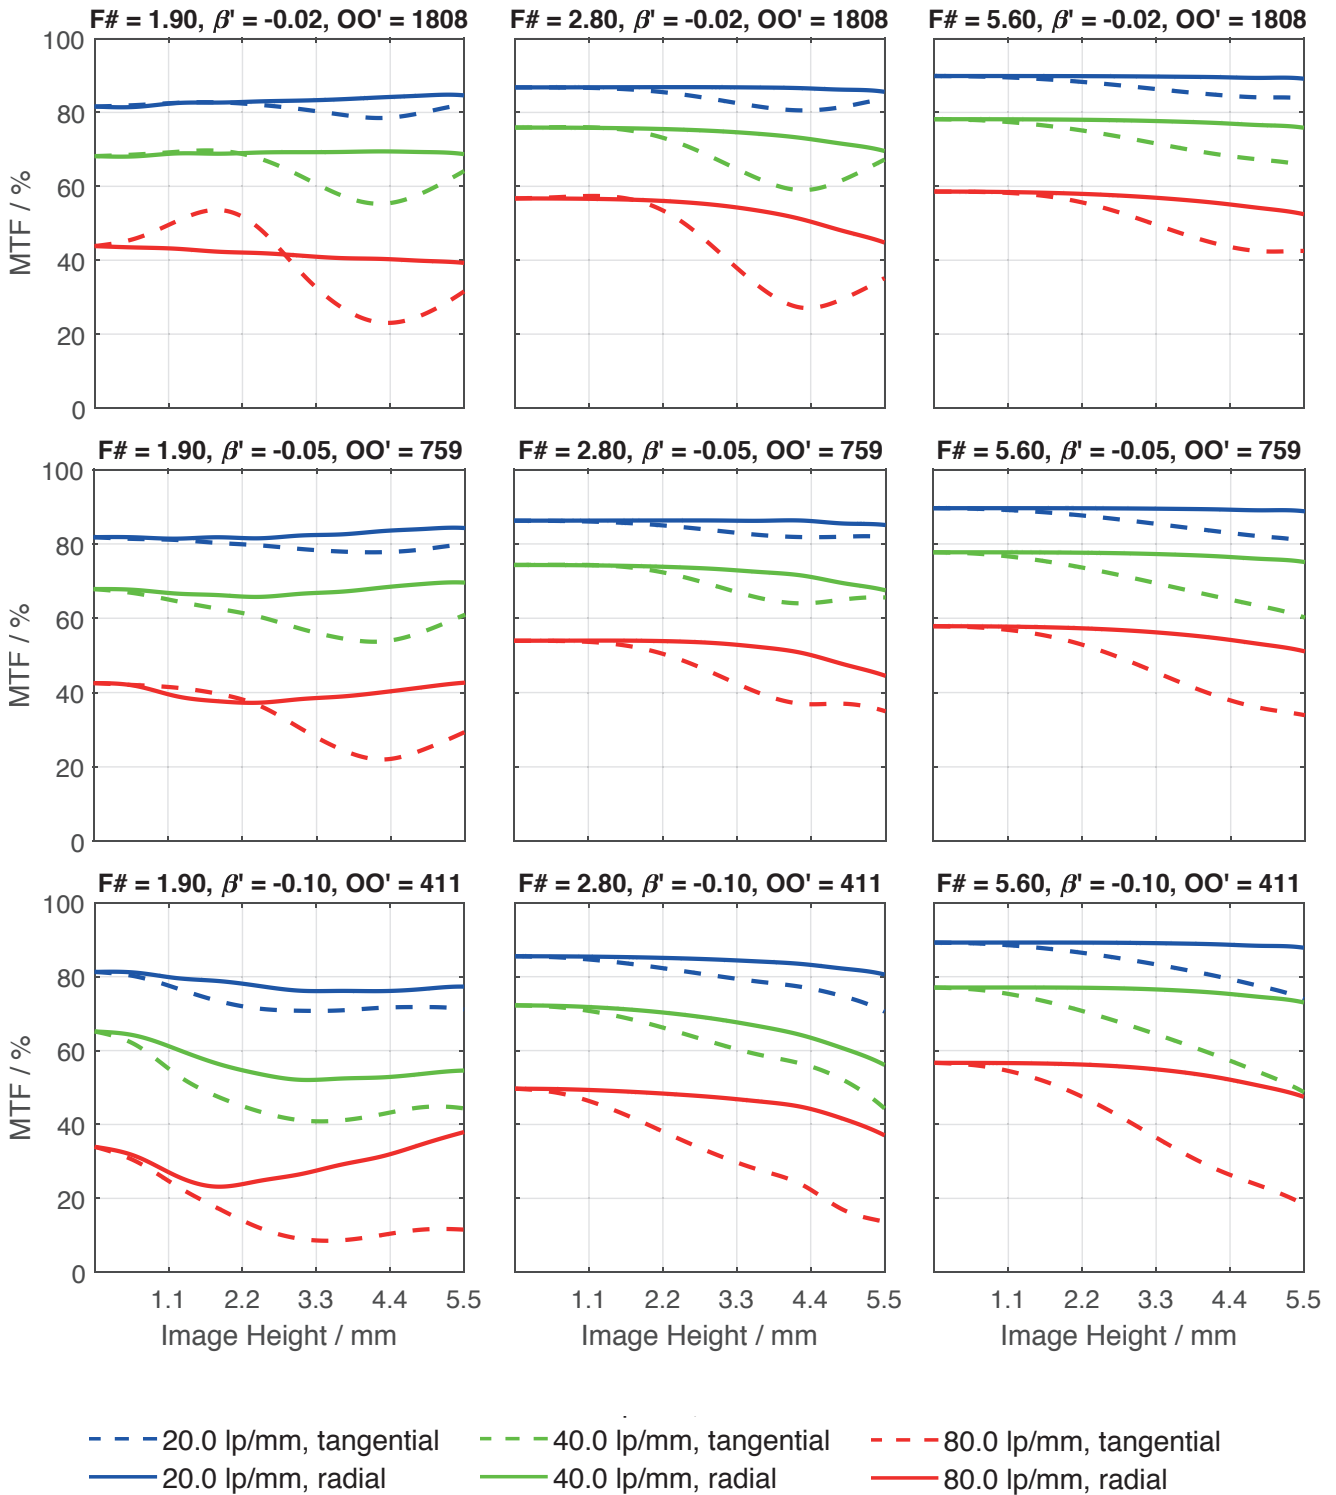 F# = 1.90, β' = -0.02, OO' = 1808
F# = 2.80, β' = -0.02, OO' = 1808
F# = 5.60, β' = -0.02, OO' = 1808
100
80
60
40
20
0
MTF / %
F# = 1.90, β' = -0.05, OO' = 759
F# = 2.80, β' = -0.05, OO' = 759
F# = 5.60, β' = -0.05, OO' = 759
100
80
60
40
20
0
MTF / %
F# = 1.90, β' = -0.10, OO' = 411
F# = 2.80, β' = -0.10, OO' = 411
F# = 5.60, β' = -0.10, OO' = 411
100
80
60
40
20
0
MTF / %
1.1 2.2 3.3 4.4 5.5
1.1 2.2 3.3 4.4 5.5
1.1 2.2 3.3 4.4 5.5
Image Height / mm
Image Height / mm
Image Height / mm
20.0 lp/mm, tangential
40.0 lp/mm, tangential
80.0 lp/mm, tangential
20.0 lp/mm, radial
40.0 lp/mm, radial
80.0 lp/mm, radial